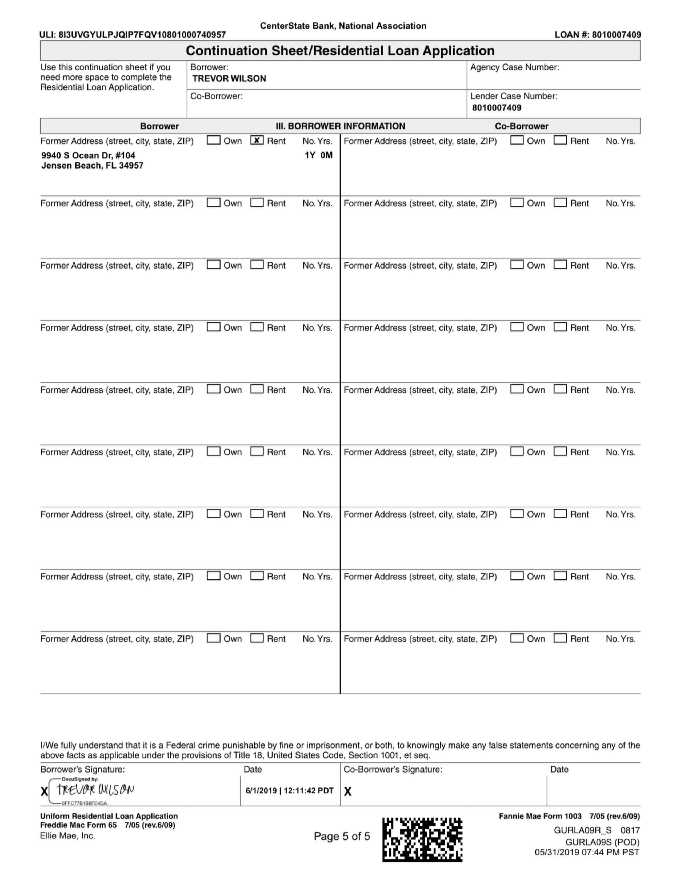 CenterState Bank, National Association
ULI: 8I3UVGYULPJQIP7FQV10801000740957 LOAN #: 8010007409
Continuation Sheet/Residential Loan Application
Use this continuation sheet if you
need more space to complete the
Residential Loan Application.
Borrower:
TREVOR WILSON
Agency Case Number:
Co-Borrower:
Lender Case Number:
8010007409
Borrower III. BORROWER INFORMATION Co-Borrower
Former Address (street, city, state, ZIP) Own X Rent No. Yrs. Former Address (street, city, state, ZIP) Own Rent No. Yrs.
9940 S Ocean Dr, #104 1Y 0M
Jensen Beach, FL 34957
Former Address (street, city, state, ZIP) Own Rent No. Yrs. Former Address (street, city, state, ZIP) Own Rent No. Yrs.
Former Address (street, city, state, ZIP) Own Rent No. Yrs. Former Address (street, city, state, ZIP) Own Rent No. Yrs.
Former Address (street, city, state, ZIP) Own Rent No. Yrs. Former Address (street, city, state, ZIP) Own Rent No. Yrs.
Former Address (street, city, state, ZIP) Own Rent No. Yrs. Former Address (street, city, state, ZIP) Own Rent No. Yrs.
Former Address (street, city, state, ZIP) Own Rent No. Yrs. Former Address (street, city, state, ZIP) Own Rent No. Yrs.
Former Address (street, city, state, ZIP) Own Rent No. Yrs. Former Address (street, city, state, ZIP) Own Rent No. Yrs.
Former Address (street, city, state, ZIP) Own Rent No. Yrs. Former Address (street, city, state, ZIP) Own Rent No. Yrs.
Former Address (street, city, state, ZIP) Own Rent No. Yrs. Former Address (street, city, state, ZIP) Own Rent No. Yrs.
I/We fully understand that it is a Federal crime punishable by fine or imprisonment, or both, to knowingly make any false statements concerning any of the
above facts as applicable under the provisions of Title 18, United States Code, Section 1001, et seq.
Borrower's Signature: Date Co-Borrower's Signature: Date
DocuSigned by:
X TREVOR WILSON 6/1/2019 | 12:11:42 PDT X
Uniform Residential Loan Application
Freddie Mac Form 65 7/05 (rev.6/09)
Ellie Mae, Inc.
Page 5 of 5
Fannie Mae Form 1003 7/05 (rev.6/09)
GURLA09R_S 0817
GURLA09S (POD)
05/31/2019 07:44 PM PST